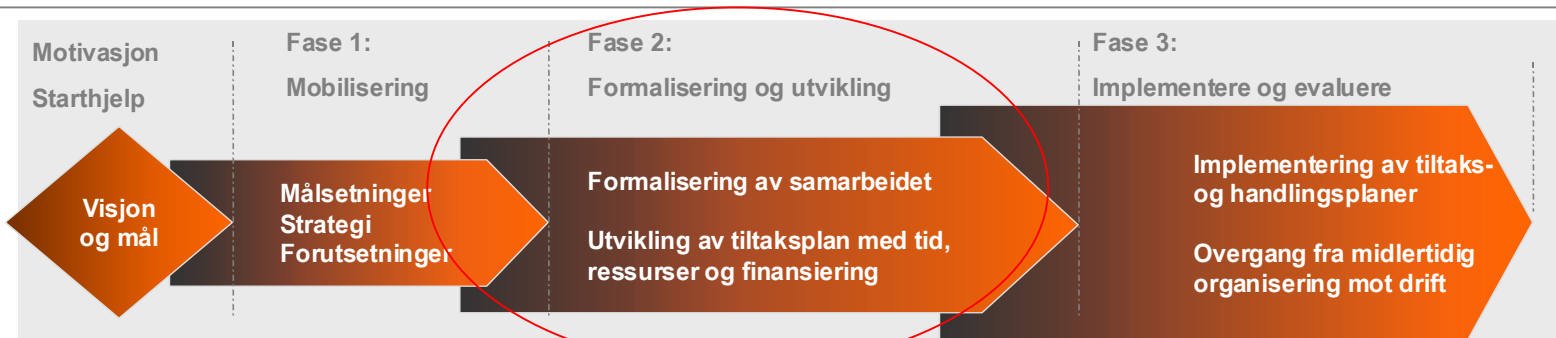 Motivasjon
Starthjelp
Fase 1:
Mobilisering
Fase 2:
Formalisering og utvikling
Fase 3:
Implementere og evaluere
Visjon
og mål
Målsetninger
Strategi
Forutsetninger
Formalisering av samarbeidet
Utvikling av tiltaksplan med tid,
ressurser og finansiering
Implementering av tiltaks-
og handlingsplaner
Overgang fra midlertidig
organisering mot drift